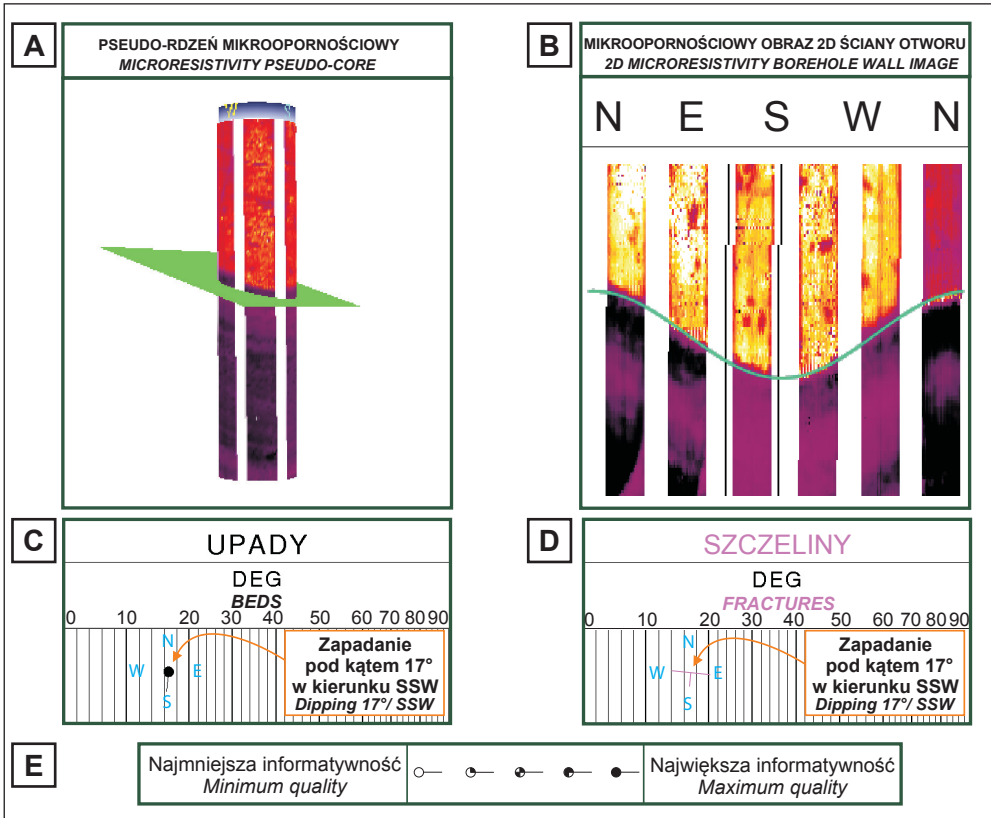 A
PSEUDO-RDZEŃ MIKROOPORNOŚCIOWY
MICRORESISTIVITY PSEUDO-CORE
B
MIKROOPORNOŚCIOWY OBRAZ 2D ŚCIANY OTWORU
2D MICRORESISTIVITY BOREHOLE WALL IMAGE
N E S W N
C
UPADY
DEG
BEDS
0 10 20 30 40 50 60 70 80 90
N
W E
S
Zapadanie
pod kątem 17°
w kierunku SSW
Dipping 17°/ SSW
D
SZCZELINY
DEG
FRACTURES
0 10 20 30 40 50 60 70 80 90
N
W E
S
Zapadanie
pod kątem 17°
w kierunku SSW
Dipping 17°/ SSW
E
Najmniejsza informatywność
Minimum quality
Największa informatywność
Maximum quality